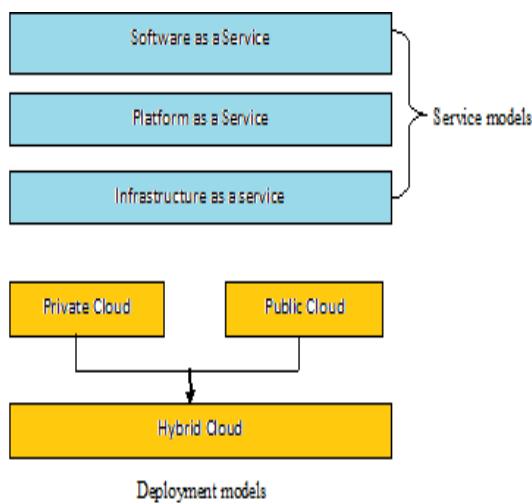 Software as a Service
Platform as a Service
Service models
Infrastructure as a service
Private Cloud
Public Cloud
Hybrid Cloud
Deployment models